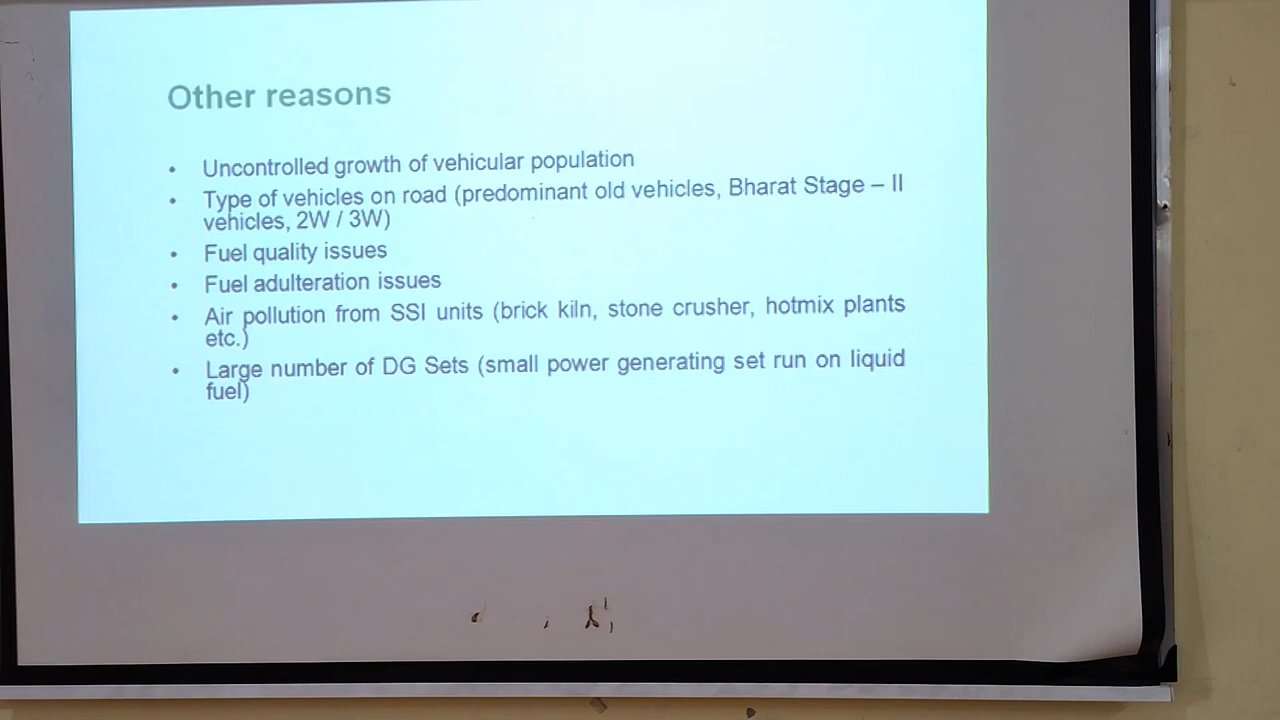 Other reasons
• Uncontrolled growth of vehicular population
• Type of vehicles on road (predominant old vehicles, Bharat Stage – II
vehicles, 2W / 3W)
• Fuel quality issues
• Fuel adulteration issues
• Air pollution from SSI units (brick kiln, stone crusher, hotmix plants
etc.)
• Large number of DG Sets (small power generating set run on liquid
fuel)